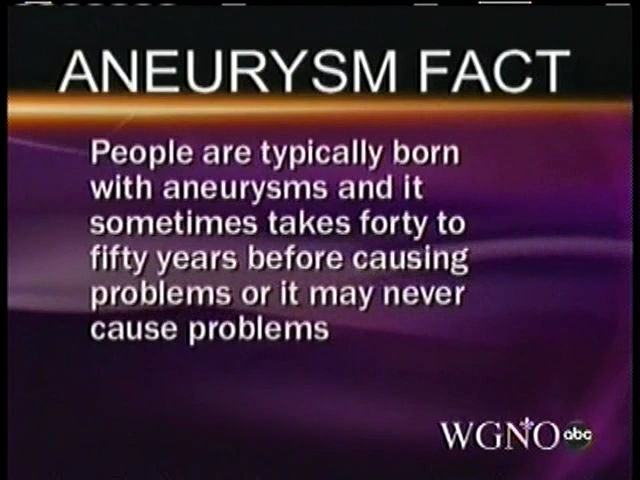 ANEURYSM FACT
People are typically born
with aneurysms and it
sometimes takes forty to
fifty years before causing
problems or it may never
cause problems
WGNO abc